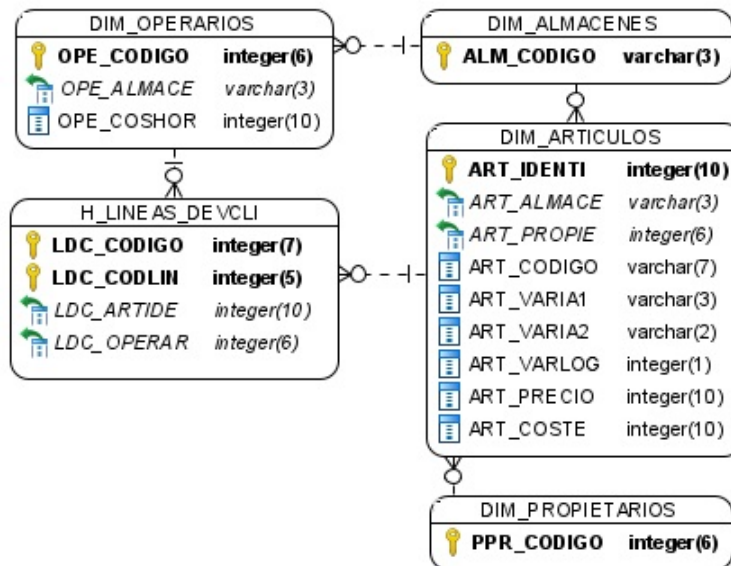 DIM_OPERARIOS
OPE_CODIGO integer(6)
OPE_ALMACE varchar(3)
OPE_COSHOR integer(10)
DIM_ALMACENES
ALM_CODIGO varchar(3)
H_LINEAS_DEVCLI
LDC_CODIGO integer(7)
LDC_CODLIN integer(5)
LDC_ARTIDE integer(10)
LDC_OPERAR integer(6)
DIM_ARTICULOS
ART_IDENTI integer(10)
ART_ALMACE varchar(3)
ART_PROPIE integer(6)
ART_CODIGO varchar(7)
ART_VARIA1 varchar(3)
ART_VARIA2 varchar(2)
ART_VARLOG integer(1)
ART_PRECIO integer(10)
ART_COSTE integer(10)
DIM_PROPIETARIOS
PPR_CODIGO integer(6)